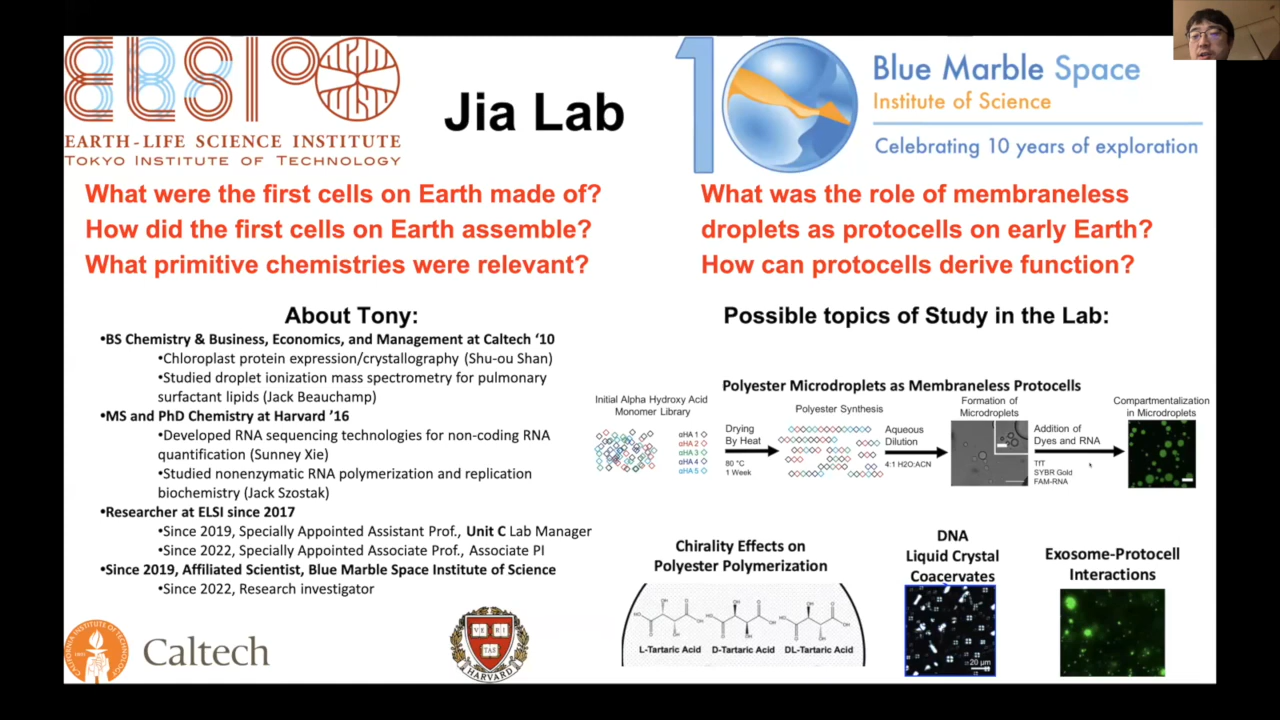 ELSI
EARTH-LIFE SCIENCE INSTITUTE
TOKYO INSTITUTE OF TECHNOLOGY
Jia Lab
10
Blue Marble Space
Institute of Science
Celebrating 10 years of exploration
What were the first cells on Earth made of?
How did the first cells on Earth assemble?
What primitive chemistries were relevant?
What was the role of membraneless
droplets as protocells on early Earth?
How can protocells derive function?
About Tony:
•BS Chemistry & Business, Economics, and Management at Caltech ‘10
•Chloroplast protein expression/crystallography (Shu-ou Shan)
•Studied droplet ionization mass spectrometry for pulmonary
surfactant lipids (Jack Beauchamp)
•MS and PhD Chemistry at Harvard ’16
•Developed RNA sequencing technologies for non-coding RNA
quantification (Sunney Xie)
•Studied nonenzymatic RNA polymerization and replication
biochemistry (Jack Szostak)
•Researcher at ELSI since 2017
•Since 2019, Specially Appointed Assistant Prof., Unit C Lab Manager
•Since 2022, Specially Appointed Associate Prof., Associate PI
•Since 2019, Affiliated Scientist, Blue Marble Space Institute of Science
•Since 2022, Research investigator
Caltech
VE RI
TAS
HARVARD
Possible topics of Study in the Lab:
Polyester Microdroplets as Membraneless Protocells
Initial Alpha Hydroxy Acid
Monomer Library
αHA 1
αHA 2
αHA 3
αHA 4
αHA 5
Drying
By Heat
80 °C
1 Week
Polyester Synthesis
Aqueous
Dilution
4:1 H2O:ACN
Formation of
Microdroplets
Addition of
Dyes and RNA
TfT
SYBR Gold
FAM-RNA
Compartmentalization
in Microdroplets
Chirality Effects on
Polyester Polymerization
L-Tartaric Acid
D-Tartaric Acid
DL-Tartaric Acid
DNA
Liquid Crystal
Coacervates
20 μm
Exosome-Protocell
Interactions